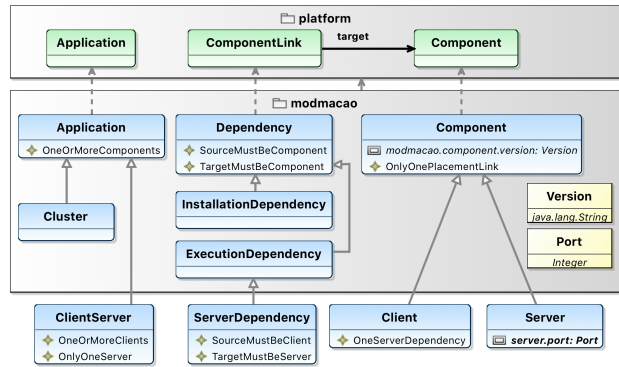 platform
Application
ComponentLink
target
Component
modmacao
Application
OneOrMoreComponents
Dependency
SourceMustBeComponent
TargetMustBeComponent
Component
modmacao.component.version: Version
OnlyOnePlacementLink
Cluster
InstallationDependency
Version
java.lang.String
ExecutionDependency
Port
Integer
ClientServer
OneOrMoreClients
OnlyOneServer
ServerDependency
SourceMustBeClient
TargetMustBeServer
Client
OneServerDependency
Server
server.port: Port